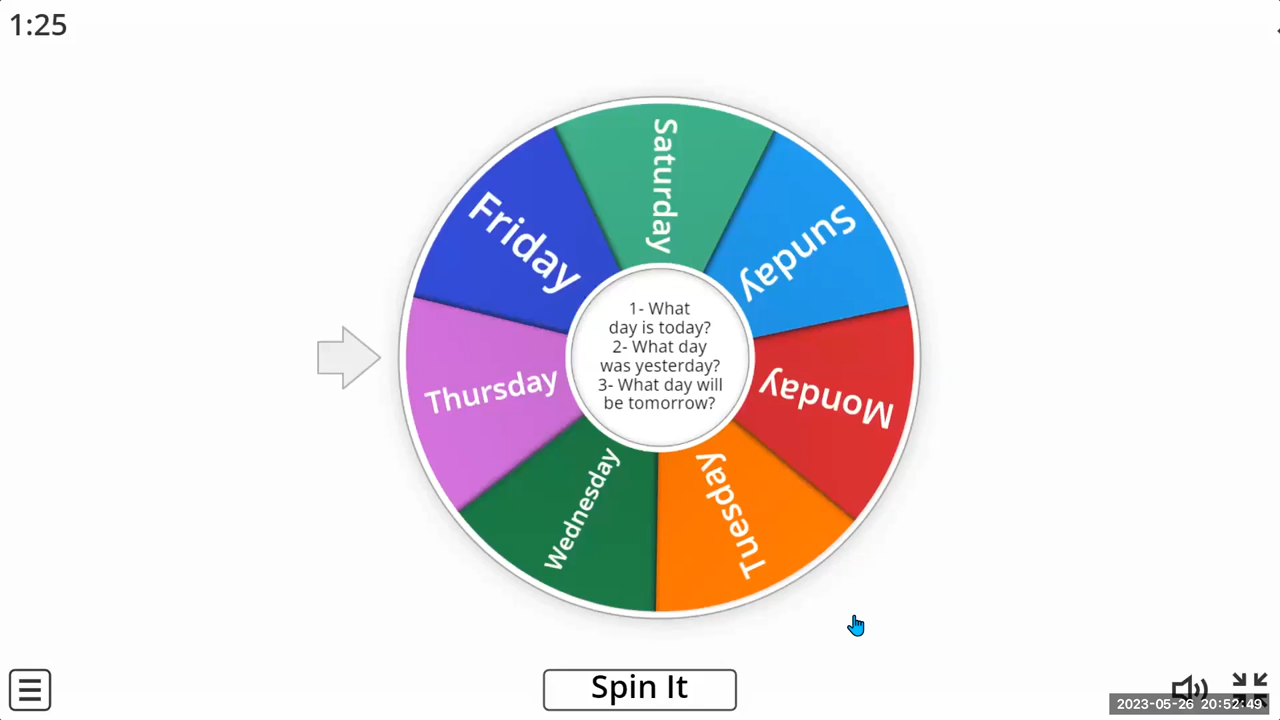 1:25
Saturday
Sunday
Friday
1- What
day is today?
2- What day
was yesterday?
3- What day will
be tomorrow?
Thursday
Monday
Wednesday
Tuesday
Spin It
2023-05-26 20:52:49